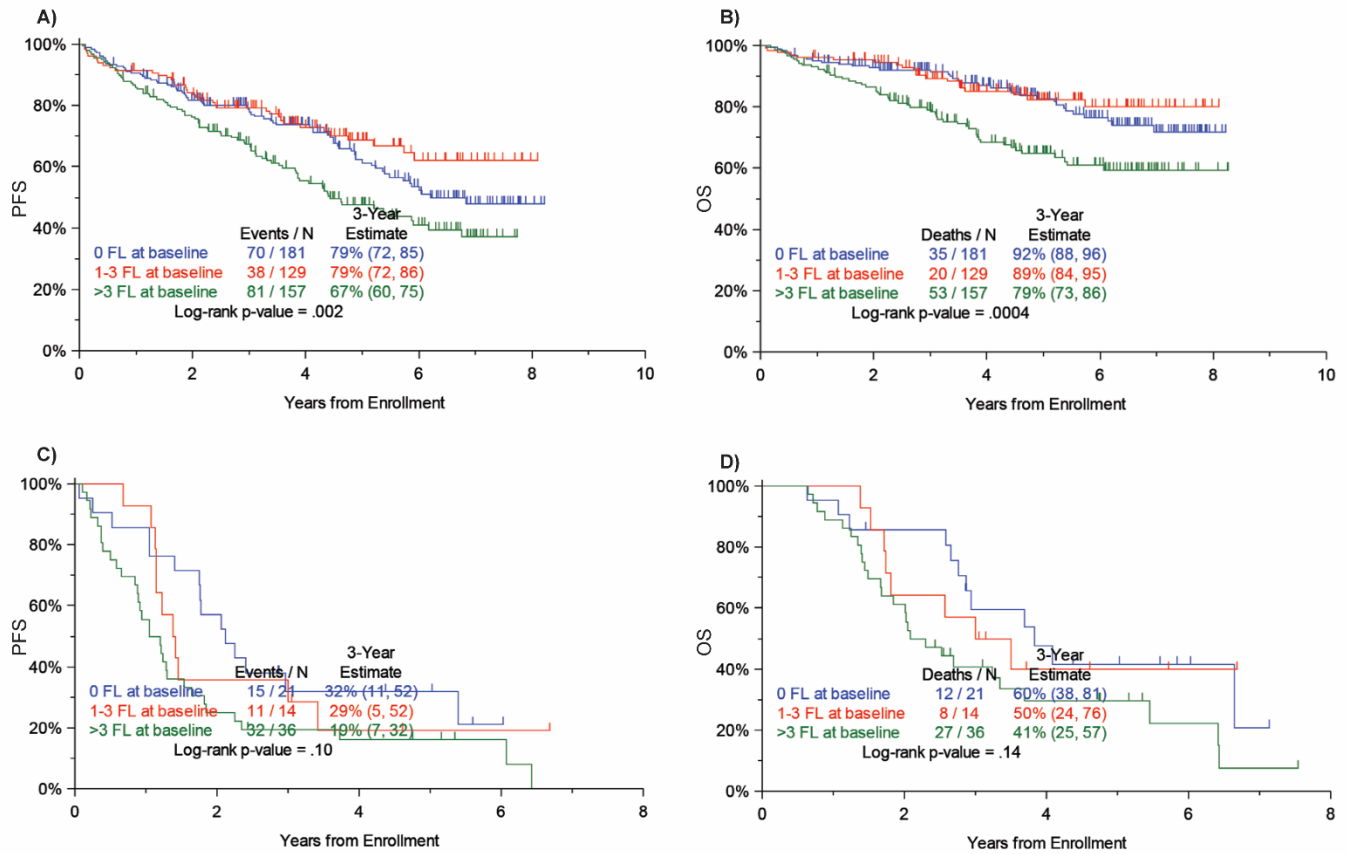 A)
100%
80%
60%
40%
20%
0%
PFS
3-Year
Events / N Estimate
0 FL at baseline 70 / 181 79% (72, 85)
1-3 FL at baseline 38 / 129 79% (72, 86)
>3 FL at baseline 81 / 157 67% (60, 75)
Log-rank p-value = .002
0 2 4 6 8 10
Years from Enrollment
B)
100%
80%
60%
40%
20%
0%
OS
3-Year
Deaths / N Estimate
0 FL at baseline 35 / 181 92% (88, 96)
1-3 FL at baseline 20 / 129 89% (84, 95)
>3 FL at baseline 53 / 157 79% (73, 86)
Log-rank p-value = .0004
0 2 4 6 8 10
Years from Enrollment
C)
100%
80%
60%
40%
20%
0%
PFS
3-Year
Events / N Estimate
0 FL at baseline 15 / 21 32% (11, 52)
1-3 FL at baseline 11 / 14 29% (5, 52)
>3 FL at baseline 32 / 36 19% (7, 32)
Log-rank p-value = .10
0 2 4 6 8
Years from Enrollment
D)
100%
80%
60%
40%
20%
0%
OS
3-Year
Deaths / N Estimate
0 FL at baseline 12 / 21 60% (38, 81)
1-3 FL at baseline 8 / 14 50% (24, 76)
>3 FL at baseline 27 / 36 41% (25, 57)
Log-rank p-value = .14
0 2 4 6 8
Years from Enrollment